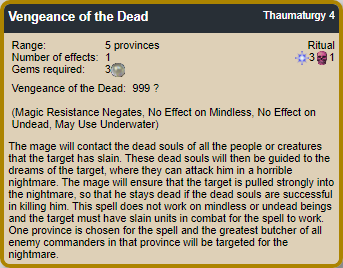 Vengeance of the Dead Thaumaturgy 4
Range: 5 provinces Ritual
Number of effects: 1 3 1
Gems required: 3
Vengeance of the Dead: 999 ?
(Magic Resistance Negates, No Effect on Mindless, No Effect on
Undead, May Use Underwater)
The mage will contact the dead souls of all the people or creatures
that the target has slain. These dead souls will then be guided to
the dreams of the target, where they can attack him in a horrible
nightmare. The mage will ensure that the target is pulled strongly into
the nightmare, so that he stays dead if the dead souls are successful
in killing him. This spell does not work on mindless or undead beings
and the target must have slain units in combat for the spell to work.
One province is chosen for the spell and the greatest butcher of all
enemy commanders in that province will be targeted for the
nightmare.